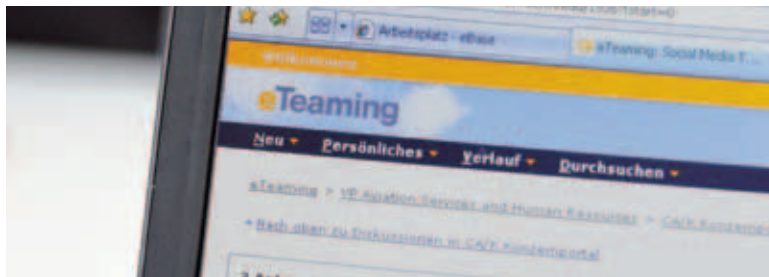 Arbeitsplatz - eBase
eTeaming: Social Media F...
eTeaming
Neu Persönliches Verlauf Durchsuchen
eTeaming > VP Aviation Services and Human Resources > CA/K Konzernpo
Nach oben zu Diskussionen in CA/K Konzernportal